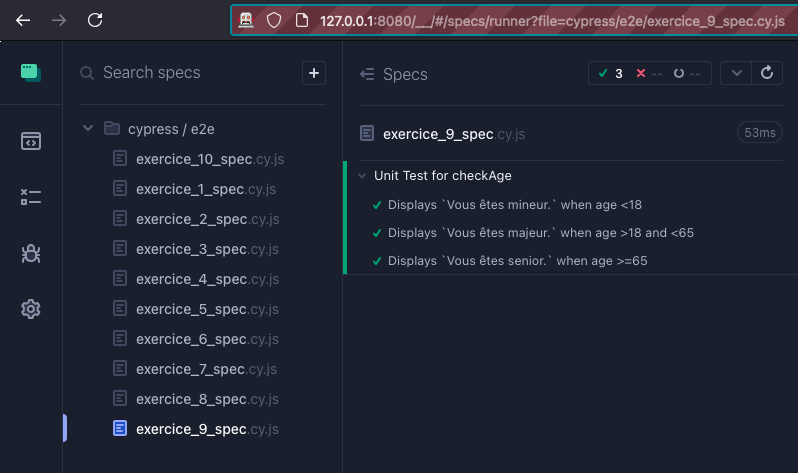 127.0.0.1:8080/__/#/specs/runner?file=cypress/e2e/exercice_9_spec.cy.js
Search specs
+
cypress / e2e
exercice_10_spec.cy.js
exercice_1_spec.cy.js
exercice_2_spec.cy.js
exercice_3_spec.cy.js
exercice_4_spec.cy.js
exercice_5_spec.cy.js
exercice_6_spec.cy.js
exercice_7_spec.cy.js
exercice_8_spec.cy.js
exercice_9_spec.cy.js
Specs
3 -- --
exercice_9_spec.cy.js
53ms
Unit Test for checkAge
Displays `Vous êtes mineur.` when age <18
Displays `Vous êtes majeur.` when age >18 and <65
Displays `Vous êtes senior.` when age >=65